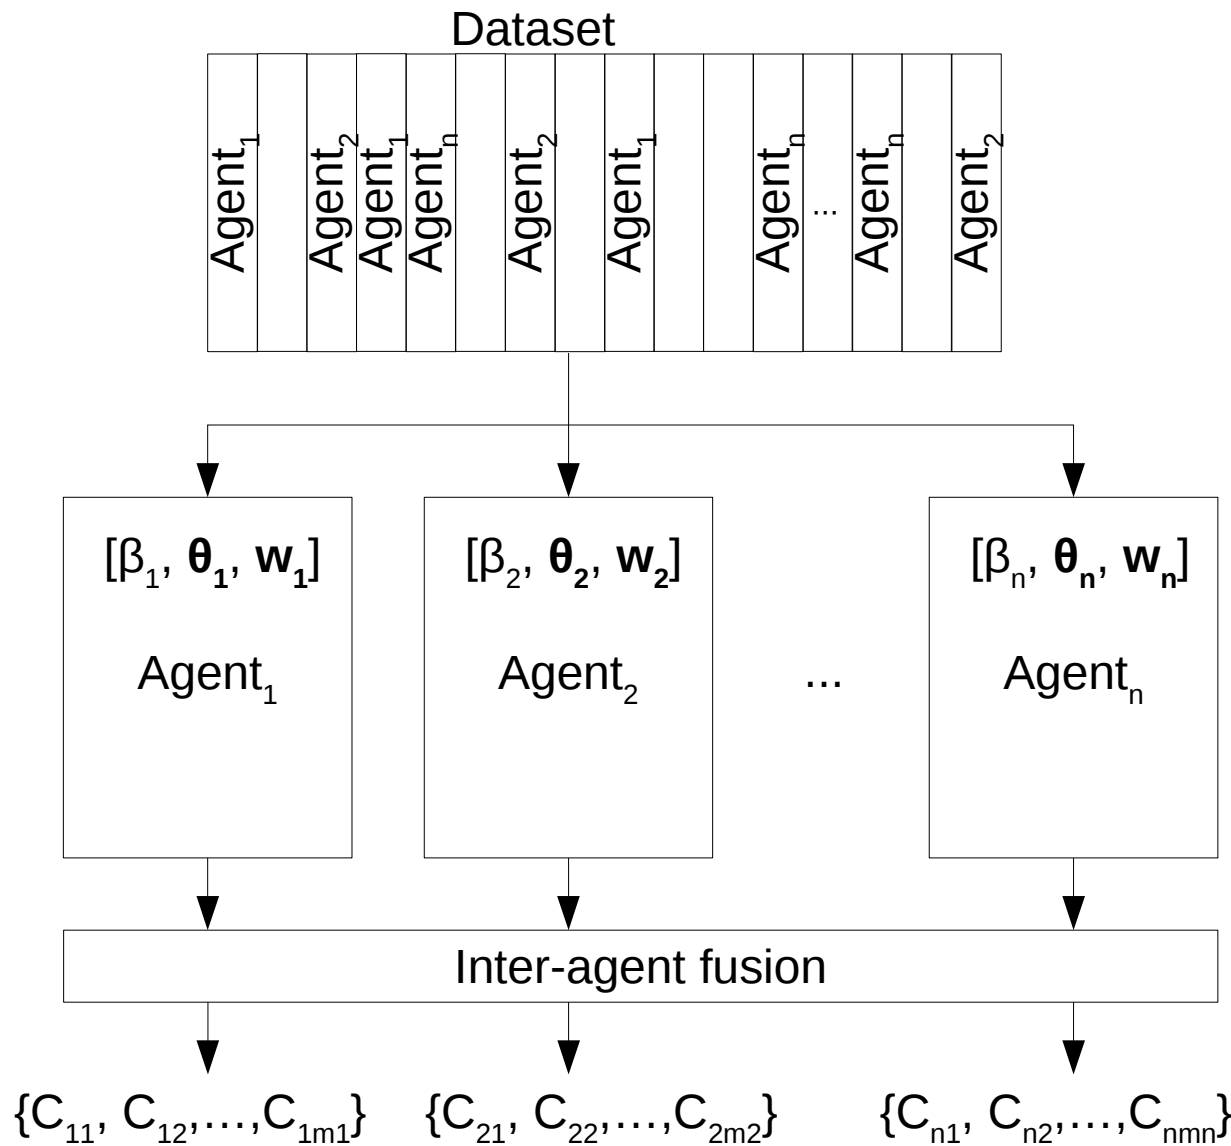 Dataset
Agent₁ Agent₂ Agent₁ Agentₙ Agent₂ Agent₁ Agentₙ ... Agentₙ Agent₂
[β₁, θ₁, w₁] [β₂, θ₂, w₂] [βₙ, θₙ, wₙ]
Agent₁ Agent₂ ... Agentₙ
Inter-agent fusion
{C₁₁, C₁₂,...,C₁ₘ₁} {C₂₁, C₂₂,...,C₂ₘ₂} {Cₙ₁, Cₙ₂,...,Cₙₘₙ}